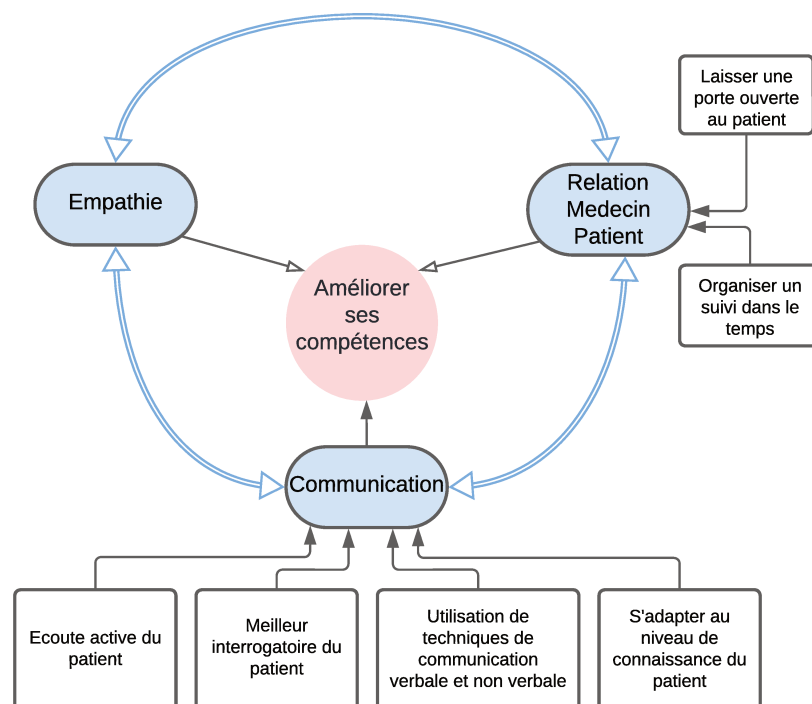 Laisser une
porte ouverte
au patient
Empathie
Relation
Medecin
Patient
Organiser un
suivi dans le
temps
Améliorer
ses
compétences
Communication
Ecoute active du
patient
Meilleur
interrogatoire du
patient
Utilisation de
techniques de
communication
verbale et non verbale
S'adapter au
niveau de
connaissance du
patient